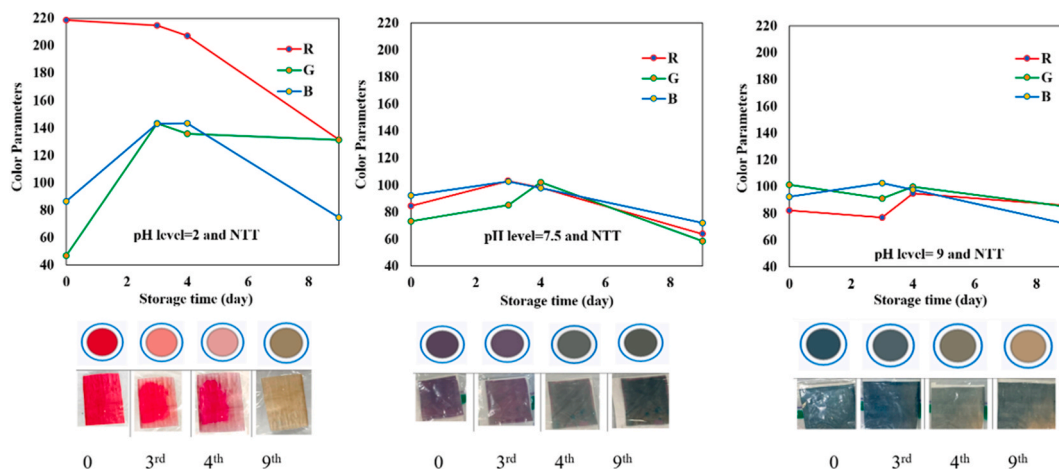 220
200
180
160
140
120
100
80
60
40
Color Parameters
R
G
B
pH level=2 and NTT
0 2 4 6 8
Storage time (day)
0 3rd 4th 9th
220
200
180
160
140
120
100
80
60
40
Color Parameters
R
G
B
pH level=7.5 and NTT
0 2 4 6 8
Storage time (day)
0 3rd 4th 9th
220
200
180
160
140
120
100
80
60
40
Color Parameters
R
G
B
pH level= 9 and NTT
0 2 4 6 8
Storage time (day)
0 3rd 4th 9th